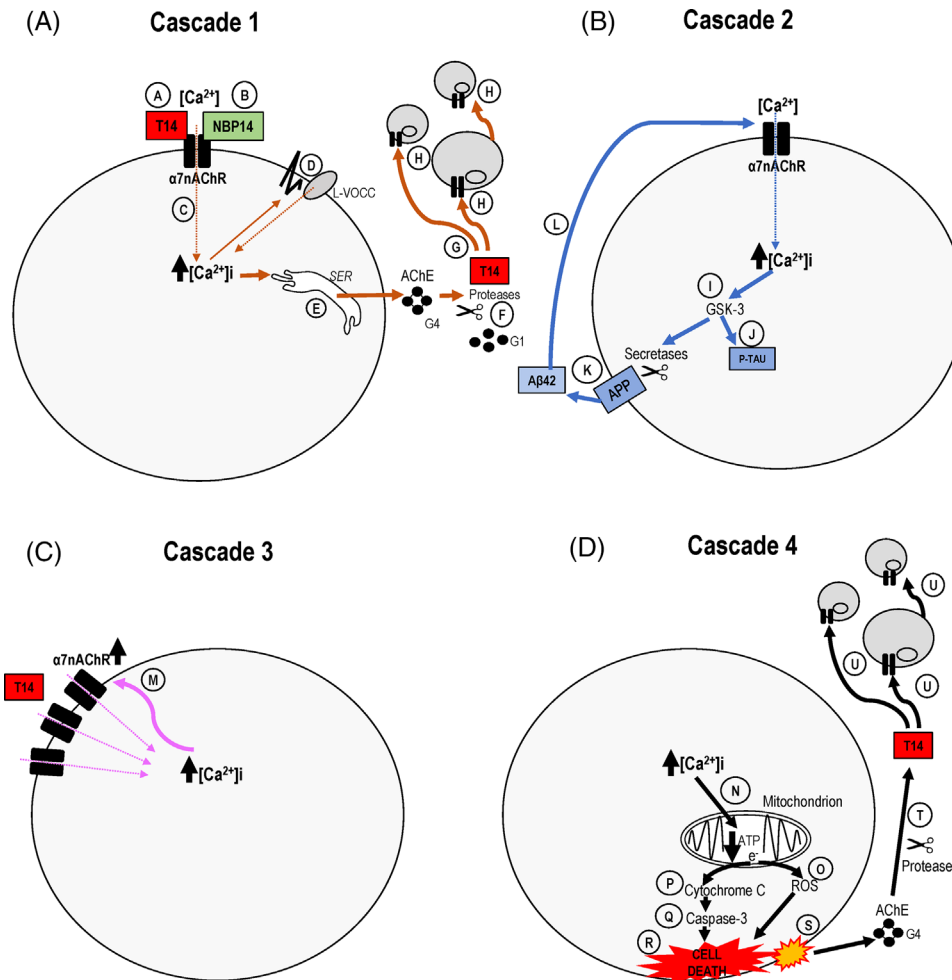 (A)
Cascade 1
A
[Ca²⁺]
B
T14
NBP14
α7nAChR
D
L-VOCC
C
[Ca²⁺]i
SER
E
AChE
G4
H
H
H
G
T14
Proteases
F
G1
(B)
Cascade 2
[Ca²⁺]
α7nAChR
L
[Ca²⁺]i
I
GSK-3
J
P-TAU
Secretases
K
Aβ42
APP
(C)
Cascade 3
α7nAChR
T14
M
[Ca²⁺]i
(D)
Cascade 4
U
U
U
T14
[Ca²⁺]i
N
Mitochondrion
ATP
e-
T
Protease
O
P
Cytochrome C
ROS
Q
Caspase-3
AChE
G4
R
S
CELL
DEATH